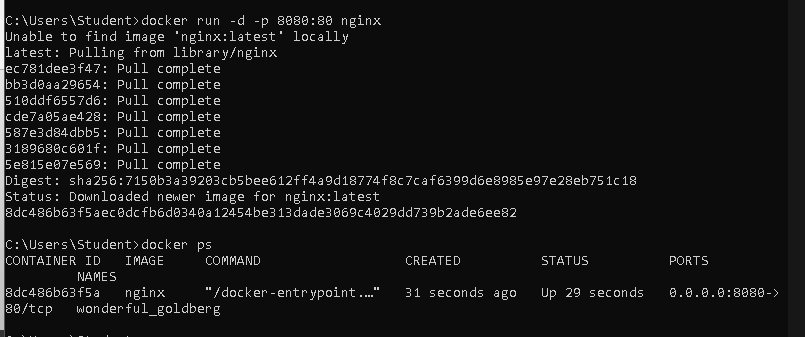 C:\Users\Student>docker run -d -p 8080:80 nginx
Unable to find image 'nginx:latest' locally
latest: Pulling from library/nginx
ec781dee3f47: Pull complete
bb3d0aa29654: Pull complete
510ddf6557d6: Pull complete
cde7a05ae428: Pull complete
587e3d84dbb5: Pull complete
3189680c601f: Pull complete
5e815e07e569: Pull complete
Digest: sha256:7150b3a39203cb5bee612ff4a9d18774f8c7caf6399d6e8985e97e28eb751c18
Status: Downloaded newer image for nginx:latest
8dc486b63f5aec0dcfb6d0340a12454be313dade3069c4029dd739b2ade6ee82
C:\Users\Student>docker ps
CONTAINER ID   IMAGE     COMMAND                  CREATED          STATUS          PORTS
NAMES
8dc486b63f5a   nginx     "/docker-entrypoint.…"   31 seconds ago   Up 29 seconds   0.0.0.0:8080->
80/tcp   wonderful_goldberg